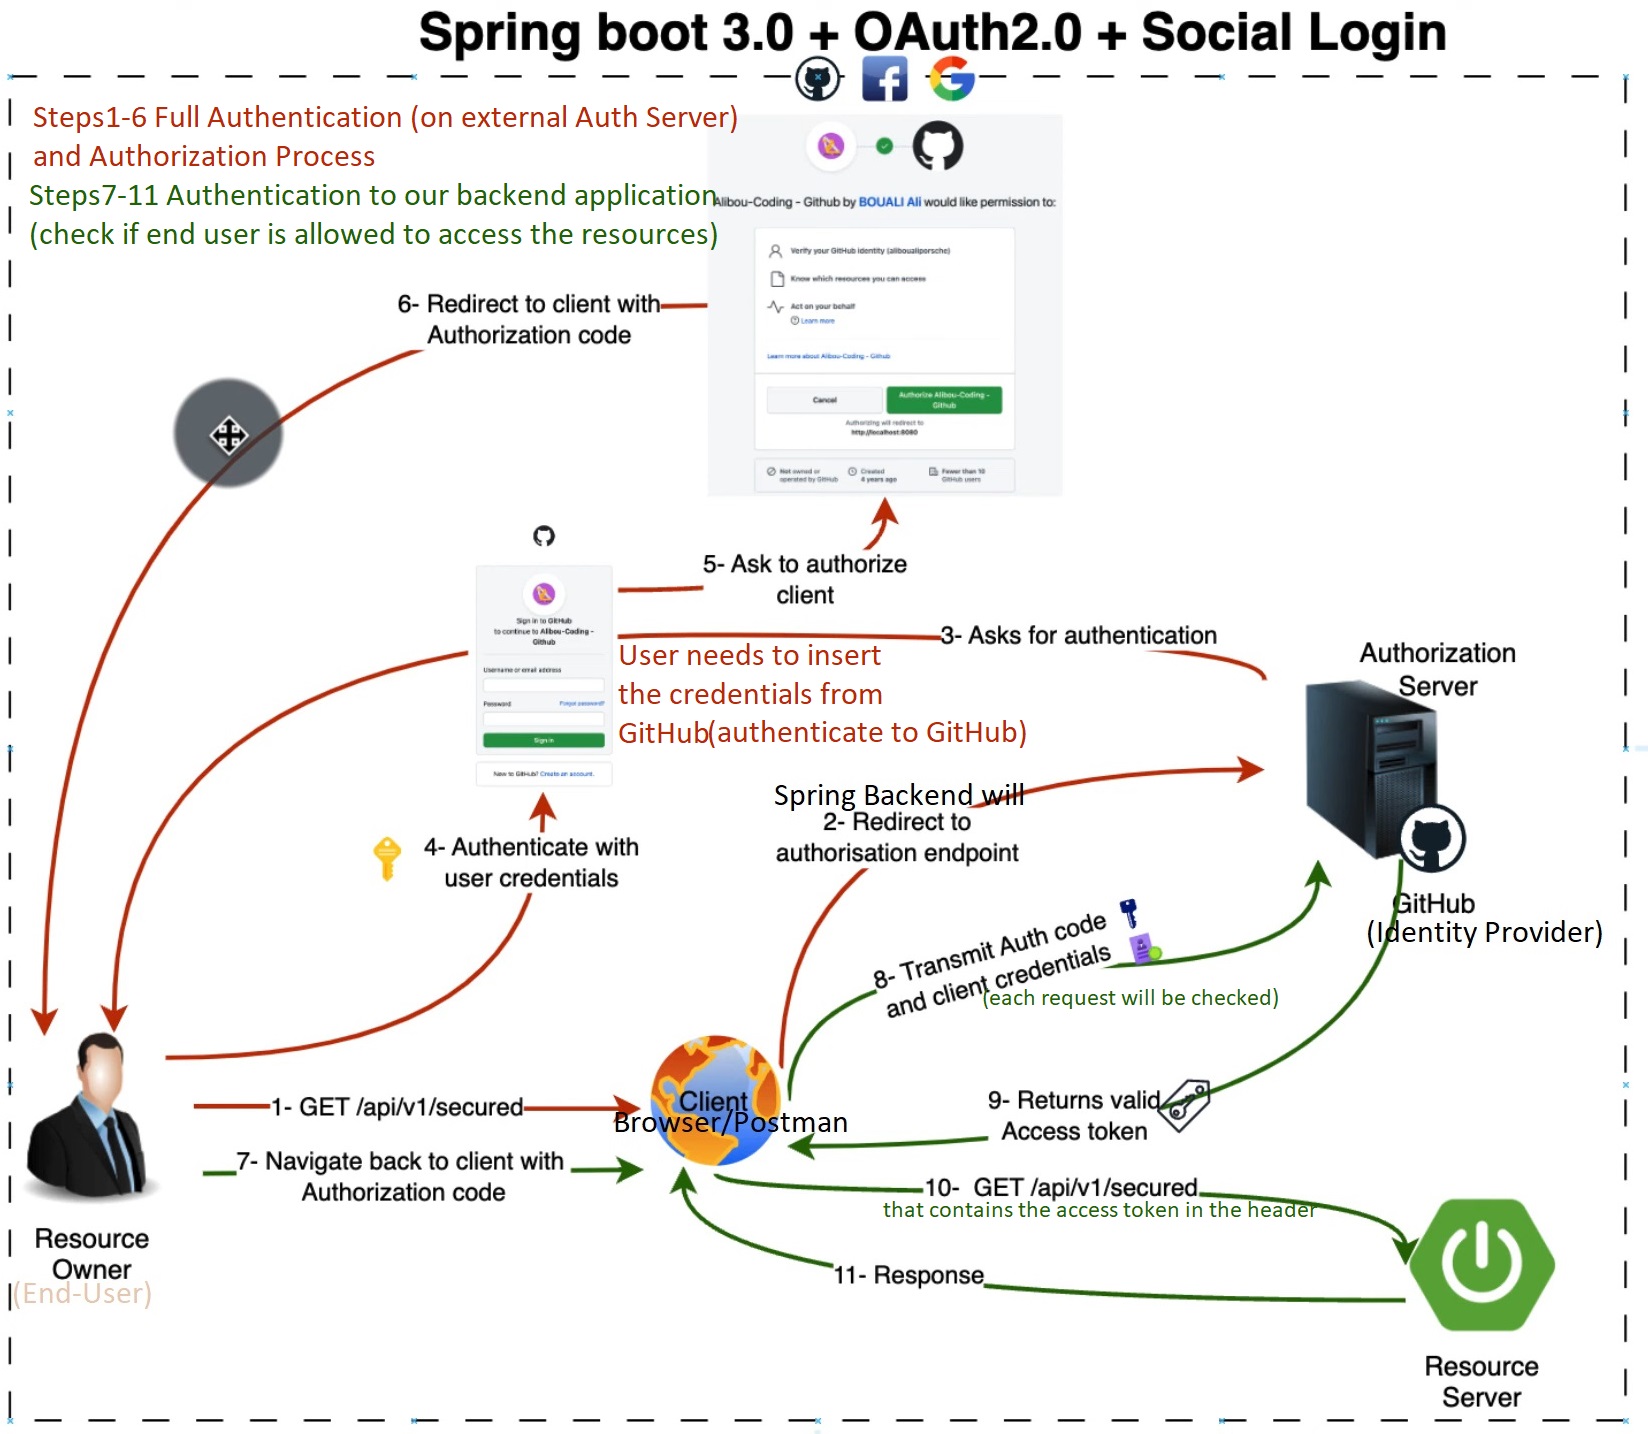 Spring boot 3.0 + OAuth2.0 + Social Login
Steps1-6 Full Authentication (on external Auth Server)
and Authorization Process
Steps7-11 Authentication to our backend application
(check if end user is allowed to access the resources)
Alibou-Coding - Github by BOUALI Ali would like permission to:
Verify your GitHub identity (aliboualiporsche)
Know which resources you can access
Act on your behalf
Learn more
Learn more about Alibou-Coding - Github
Cancel
Authorize Alibou-Coding -
Github
Authorizing will redirect to
http://localhost:8080
Not owned or
operated by GitHub
Created
4 years ago
Fewer than 10
GitHub users
6- Redirect to client with
Authorization code
5- Ask to authorize
client
Sign in to GitHub
to continue to Alibou-Coding -
Github
Username or email address
Password
Forgot password?
Sign in
New to GitHub? Create an account.
3- Asks for authentication
User needs to insert
the credentials from
GitHub(authenticate to GitHub)
Authorization
Server
Spring Backend will
2- Redirect to
authorisation endpoint
4- Authenticate with
user credentials
GitHub
(Identity Provider)
8- Transmit Auth code
and client credentials
(each request will be checked)
Client
Browser/Postman
1- GET /api/v1/secured
7- Navigate back to client with
Authorization code
9- Returns valid
Access token
10- GET /api/v1/secured
that contains the access token in the header
11- Response
Resource
Owner
(End-User)
Resource
Server